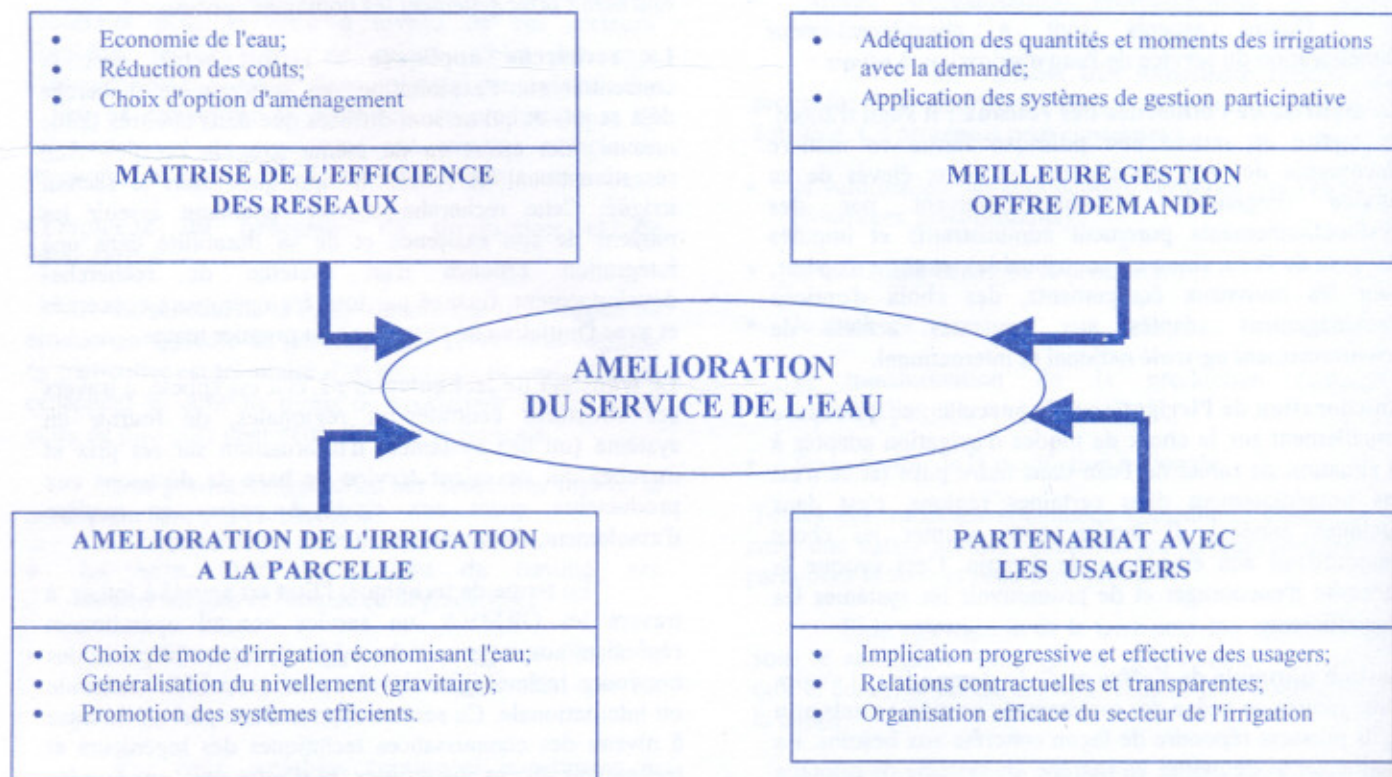 • Economie de l'eau;
• Réduction des coûts;
• Choix d'option d'aménagement
MAITRISE DE L'EFFICIENCE
DES RESEAUX
• Adéquation des quantités et moments des irrigations
avec la demande;
• Application des systèmes de gestion participative
MEILLEURE GESTION
OFFRE /DEMANDE
AMELIORATION
DU SERVICE DE L'EAU
AMELIORATION DE L'IRRIGATION
A LA PARCELLE
• Choix de mode d'irrigation économisant l'eau;
• Généralisation du nivellement (gravitaire);
• Promotion des systèmes efficients.
PARTENARIAT AVEC
LES USAGERS
• Implication progressive et effective des usagers;
• Relations contractuelles et transparentes;
• Organisation efficace du secteur de l'irrigation